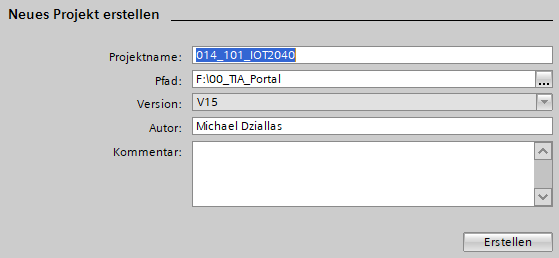 Neues Projekt erstellen
Projektname: 014_101_IOT2040
Pfad: F:\00_TIA_Portal ...
Version: V15
Autor: Michael Dziallas
Kommentar:
Erstellen